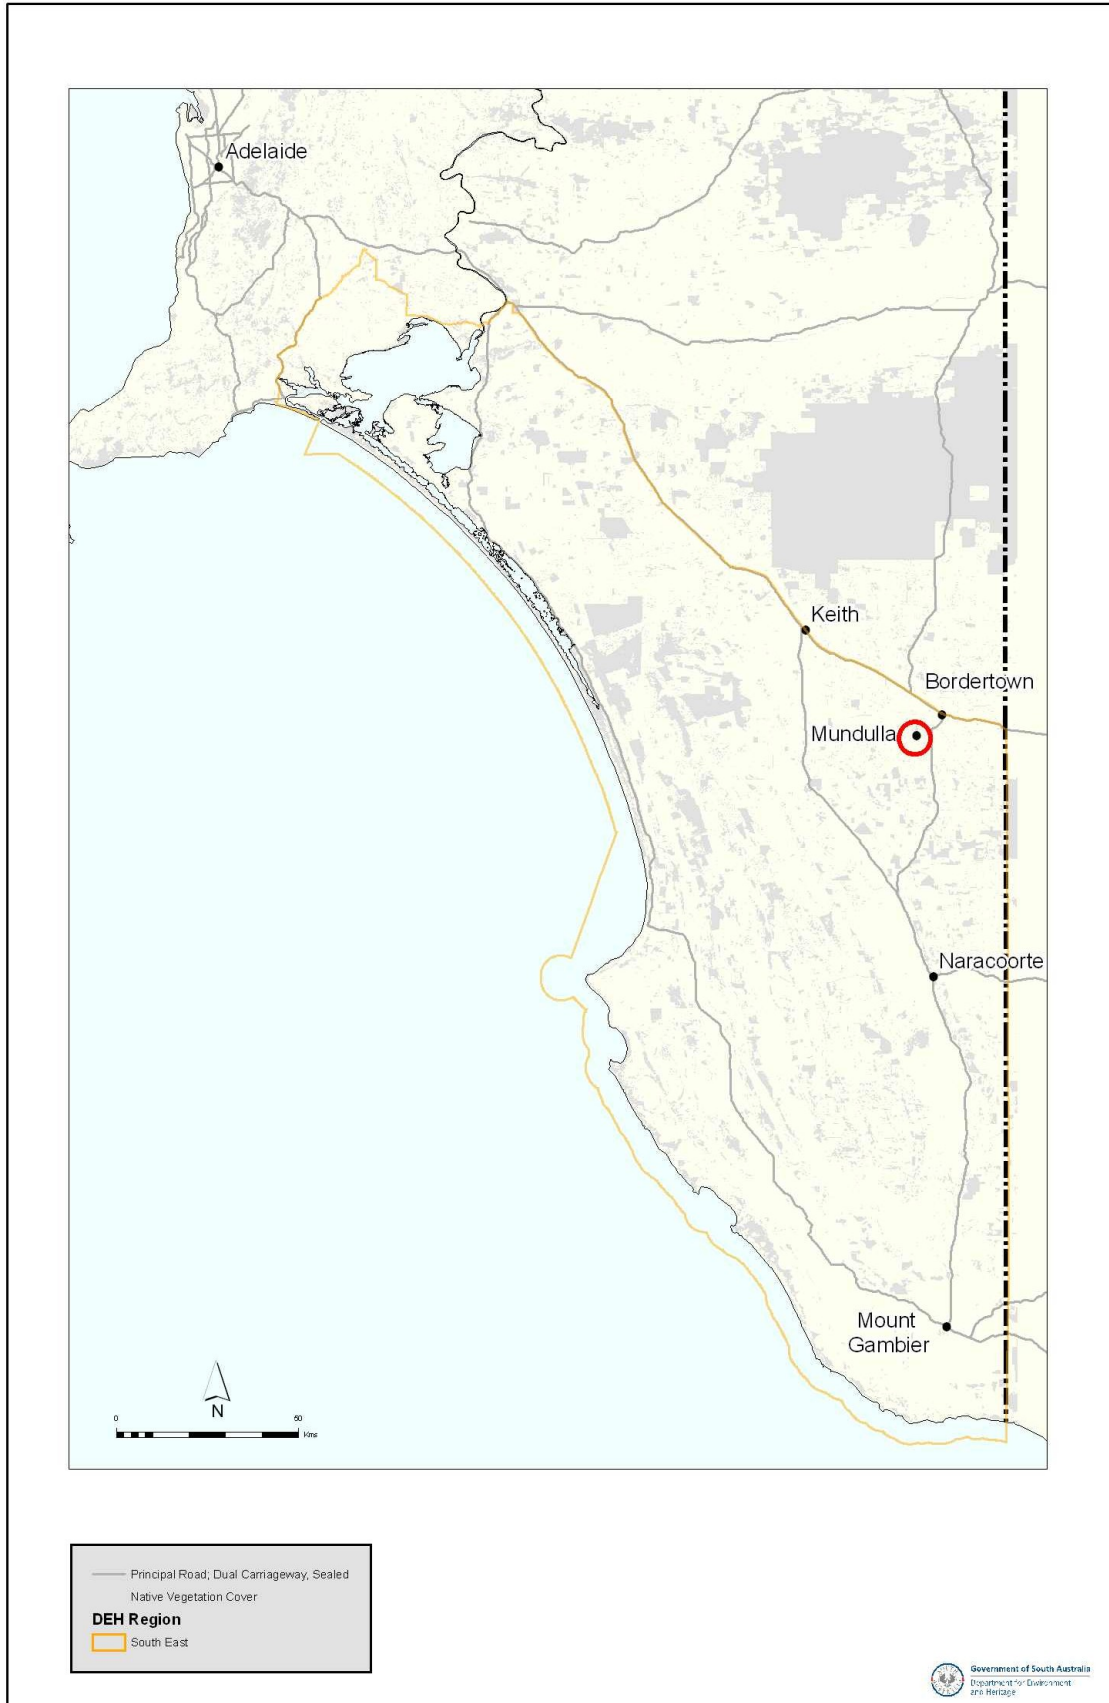 Adelaide
Keith
Bordertown
Mundulla
Naracoorte
Mount
Gambier
N
0
Kms
Principal Road; Dual Carriageway, Sealed
Native Vegetation Cover
DEH Region
South East
Government of South Australia
Department for Environment
and Heritage